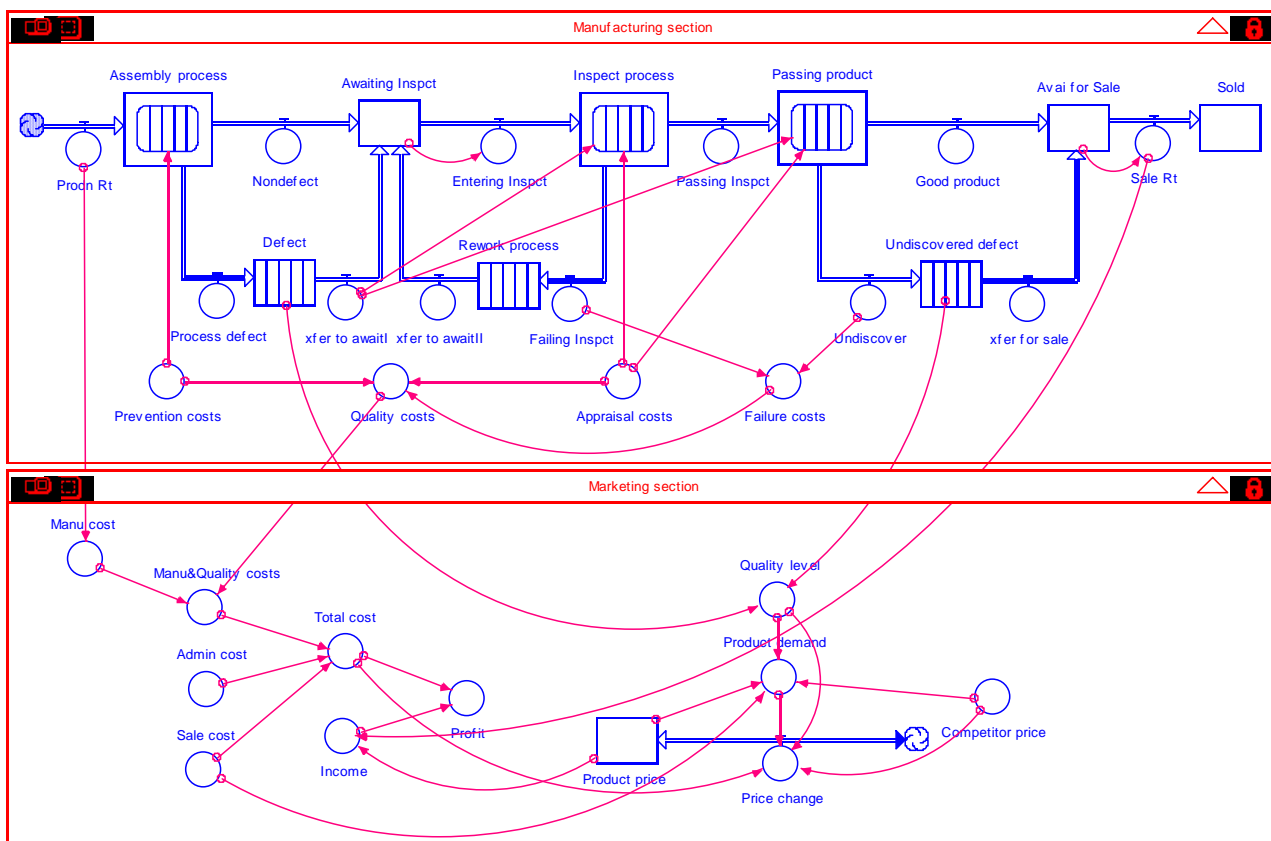 Manufacturing section
Assembly process
Awaiting Inspct
Inspect process
Passing product
Avai for Sale
Sold
Nondefect
Entering Inspct
Passing Inspct
Good product
Sale Rt
Defect
Rework process
Undiscovered defect
Process defect
xfer to awaitI
xfer to awaitII
Failing Inspct
Undiscover
xfer for sale
Prevention costs
Quality costs
Appraisal costs
Failure costs
Marketing section
Manu cost
Manu&Quality costs
Quality level
Total cost
Product demand
Admin cost
Sale cost
Profit
Income
Competitor price
Product price
Price change